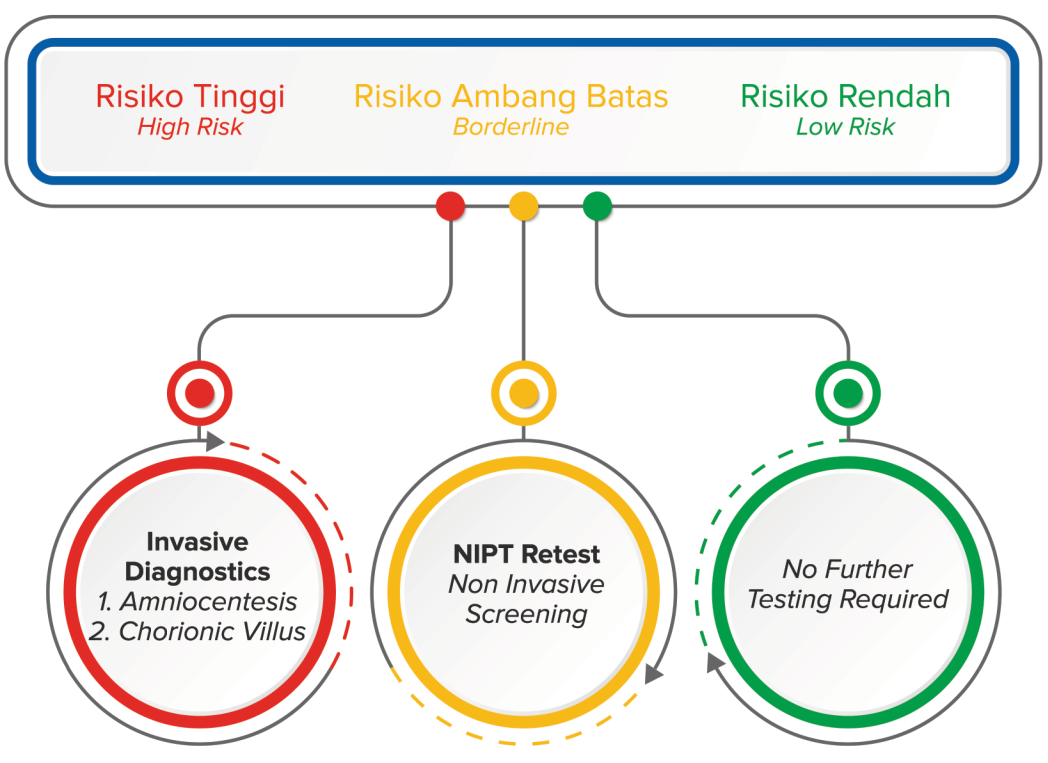 Risiko Tinggi
High Risk
Risiko Ambang Batas
Borderline
Risiko Rendah
Low Risk
Invasive
Diagnostics
1. Amniocentesis
2. Chorionic Villus
NIPT Retest
Non Invasive
Screening
No Further
Testing Required